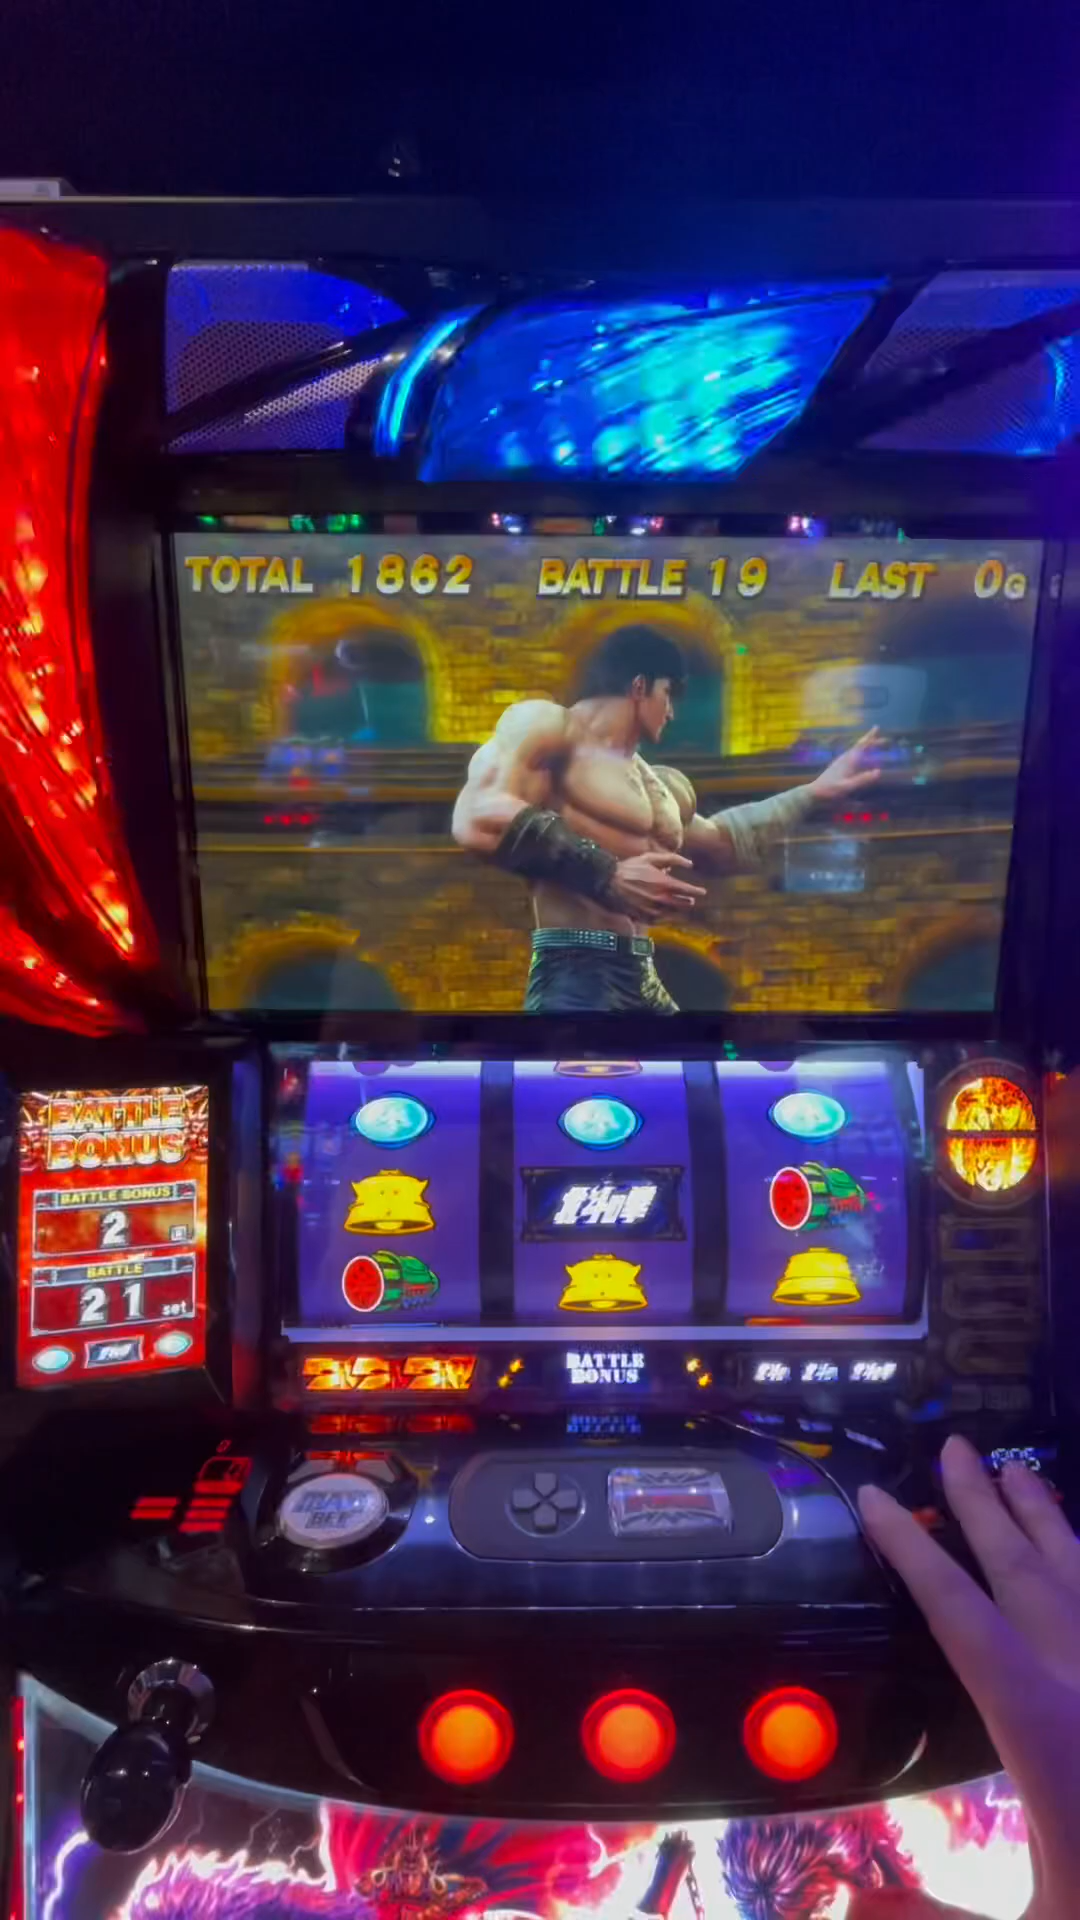 TOTAL 1862 BATTLE 19 LAST 0G
BATTLE
BONUS
BATTLE BONUS
2 回
BATTLE
21 set
北斗の拳
BATTLE
BONUS
MAX
BET